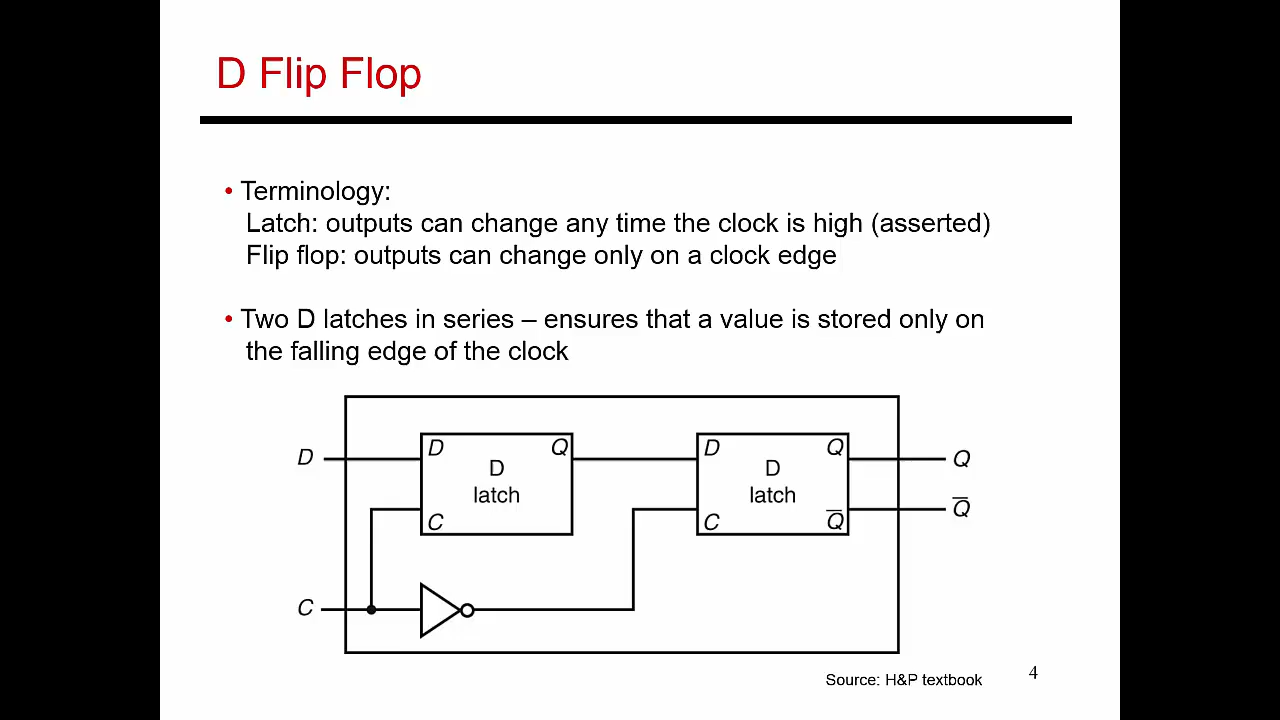 D Flip Flop
• Terminology:
Latch: outputs can change any time the clock is high (asserted)
Flip flop: outputs can change only on a clock edge
• Two D latches in series – ensures that a value is stored only on
the falling edge of the clock
D
D
Q
D
latch
C
D
Q
D
latch
C
Q̅
Q
Q̅
C
Source: H&P textbook
4